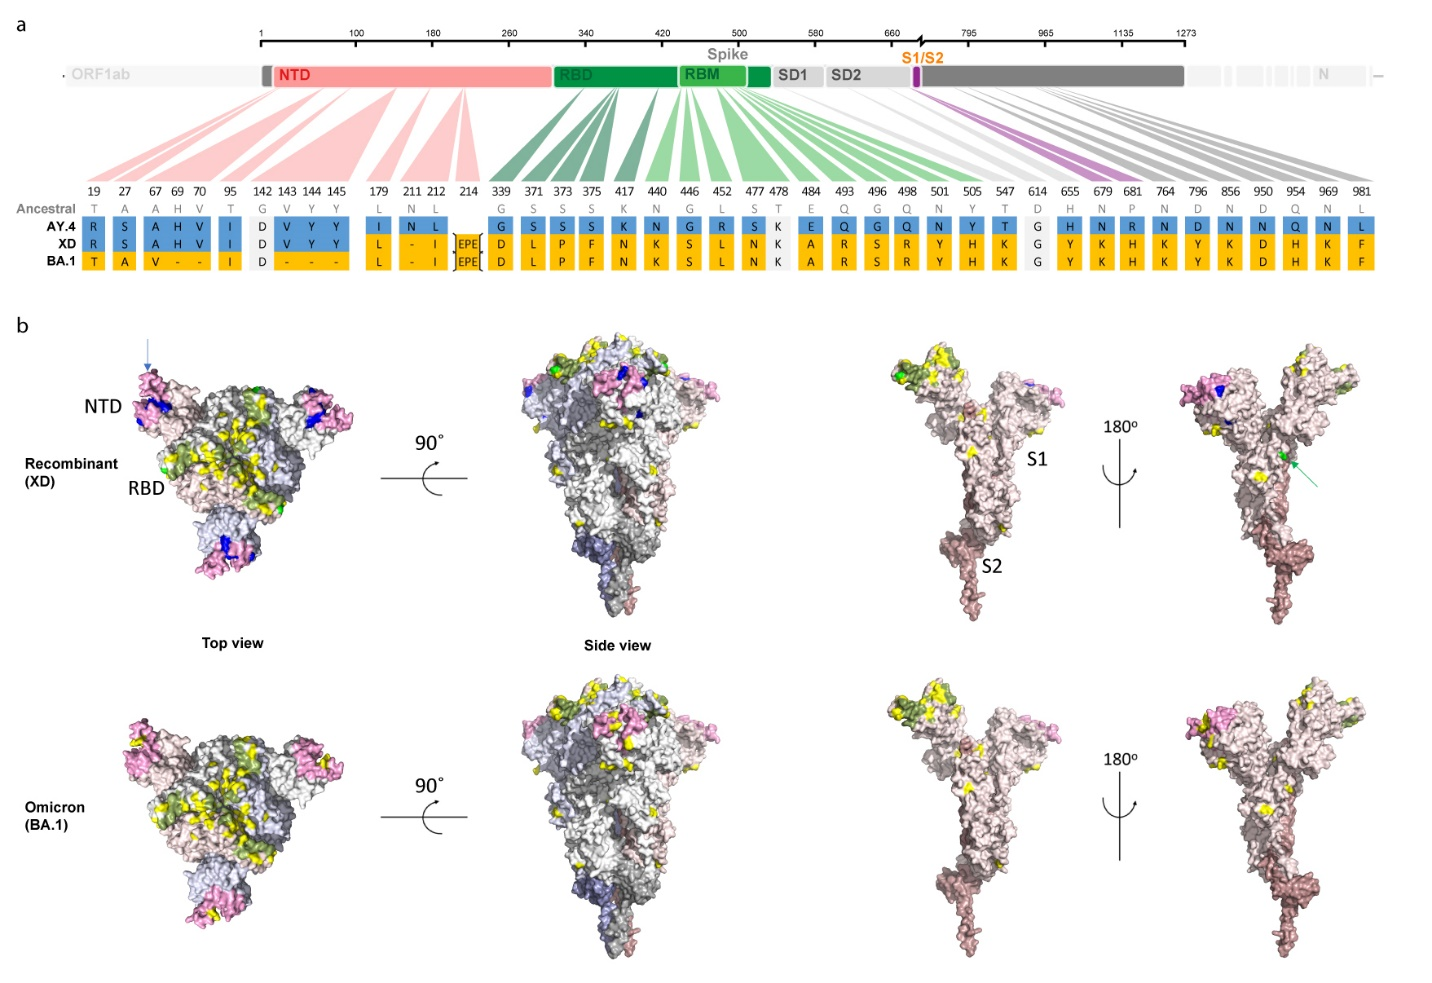 a
1 100 180 260 340 420 500 580 660 795 965 1135 1273
Spike
S1/S2
ORF1ab NTD RBD RBM SD1 SD2 N
19 27 67 69 70 95 142 143 144 145 179 211 212 214 339 371 373 375 417 440 446 452 477 478 484 493 496 498 501 505 547 614 655 679 681 764 796 856 950 954 969 981
Ancestral T A A H V T G V Y Y L N L G S S S K N G L S T E Q G Q N Y T D H N P N D N D Q N L
AY.4 R S A H V I D V Y Y I N L G S S S K N G R S K E Q G Q N Y T G H N R N D N N Q N L
XD R S A H V I D V Y Y L - I EPE D L P F N K S L N K A R S R Y H K G Y K H K Y K D H K F
BA.1 T A V - - I D - - - L - I EPE D L P F N K S L N K A R S R Y H K G Y K H K Y K D H K F
b
NTD
RBD
Recombinant
(XD)
90°
S1
S2
180°
Top view
Side view
Omicron
(BA.1)
90°
180°